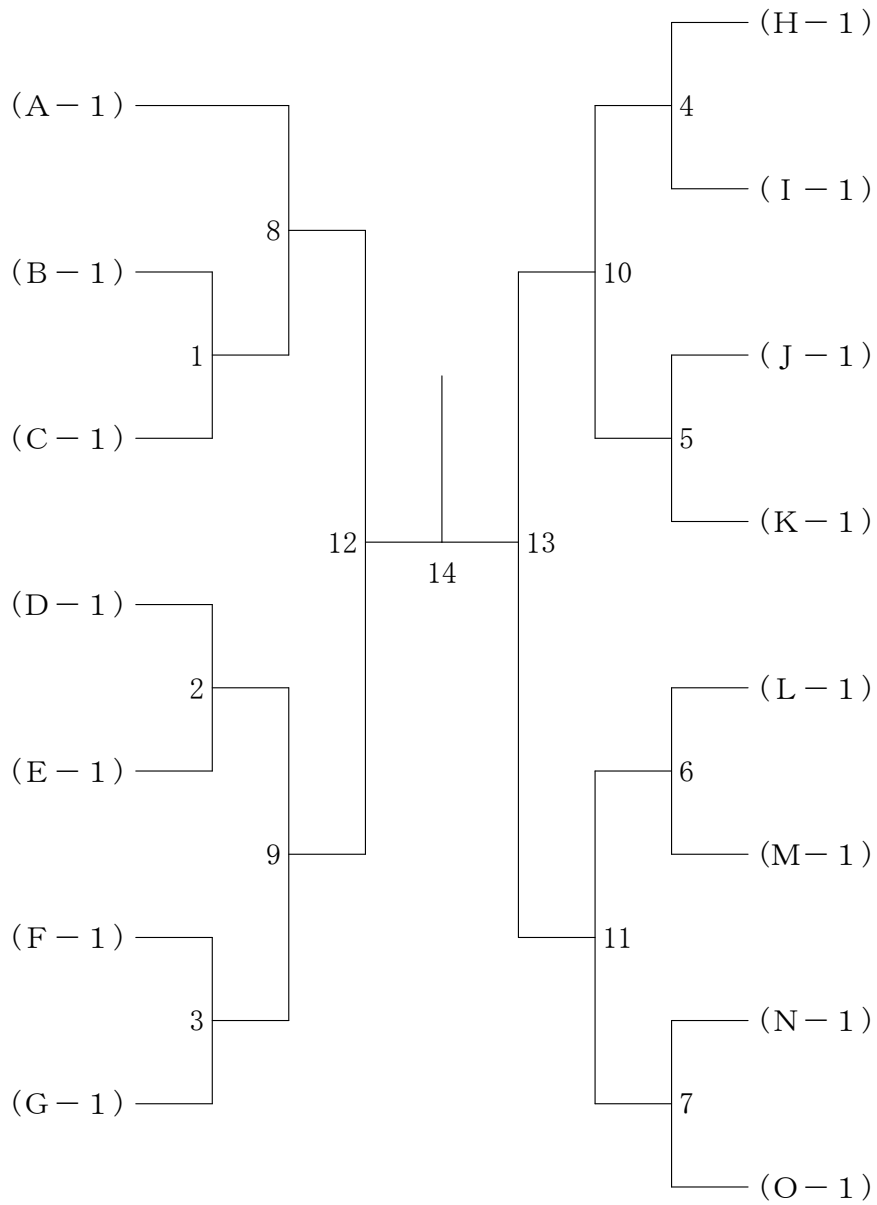 (A－1)
8
(B－1)
1
(C－1)
12
(D－1)
2
(E－1)
9
(F－1)
3
(G－1)
14
(H－1)
4
(I－1)
10
(J－1)
5
(K－1)
13
(L－1)
6
(M－1)
11
(N－1)
7
(O－1)